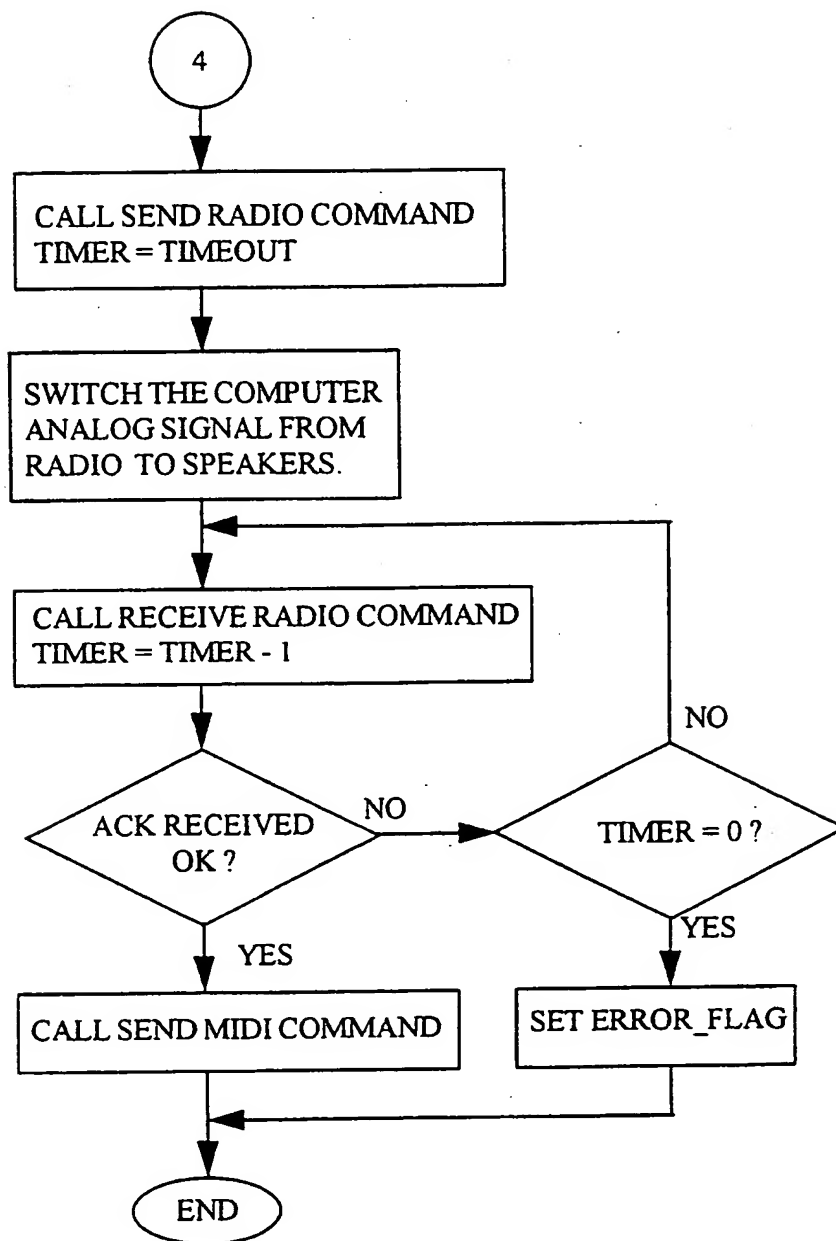 4
CALL SEND RADIO COMMAND
TIMER = TIMEOUT
SWITCH THE COMPUTER
ANALOG SIGNAL FROM
RADIO TO SPEAKERS.
CALL RECEIVE RADIO COMMAND
TIMER = TIMER - 1
NO
ACK RECEIVED
OK ?
NO
TIMER = 0 ?
YES
YES
CALL SEND MIDI COMMAND
SET ERROR_FLAG
END